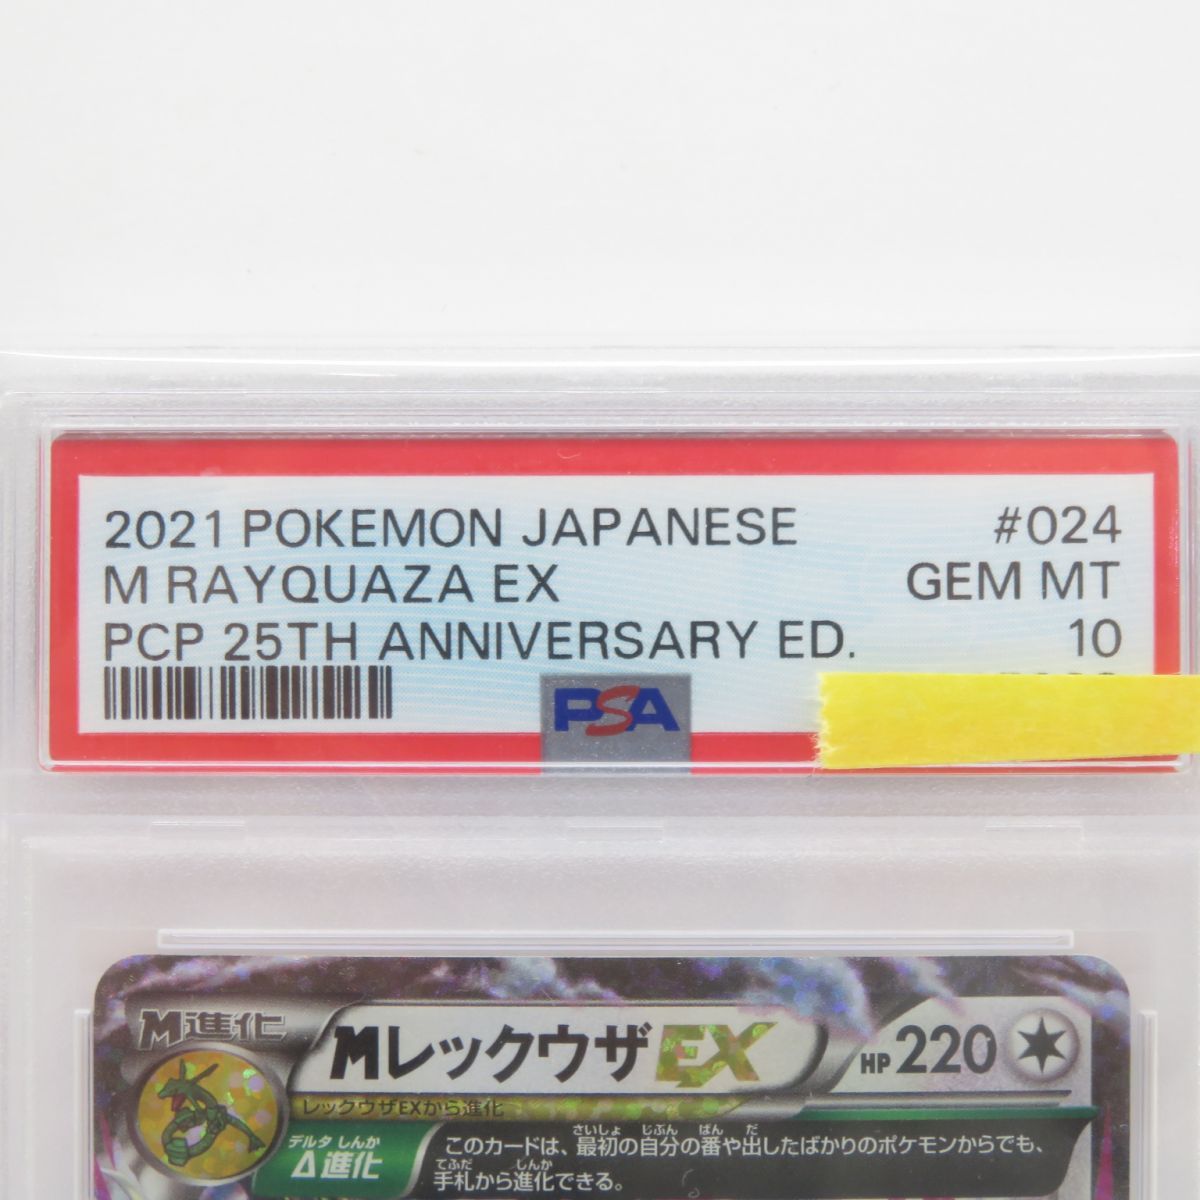 2021 POKEMON JAPANESE #024
M RAYQUAZA EX GEM MT
PCP 25TH ANNIVERSARY ED. 10
PSA
M進化
MレックウザEX HP 220
レックウザEXから進化
デルタ しんか
Δ進化
さいしょ じぶん ばん だ
このカードは、最初の自分の番や出したばかりのポケモンからでも、
てふだ しんか
手札から進化できる。